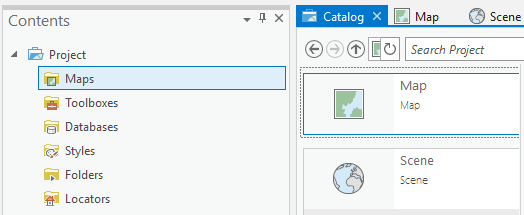 Contents
Project
Maps
Toolboxes
Databases
Styles
Folders
Locators
Catalog
Map
Scene
Search Project
Map
Map
Scene
Scene